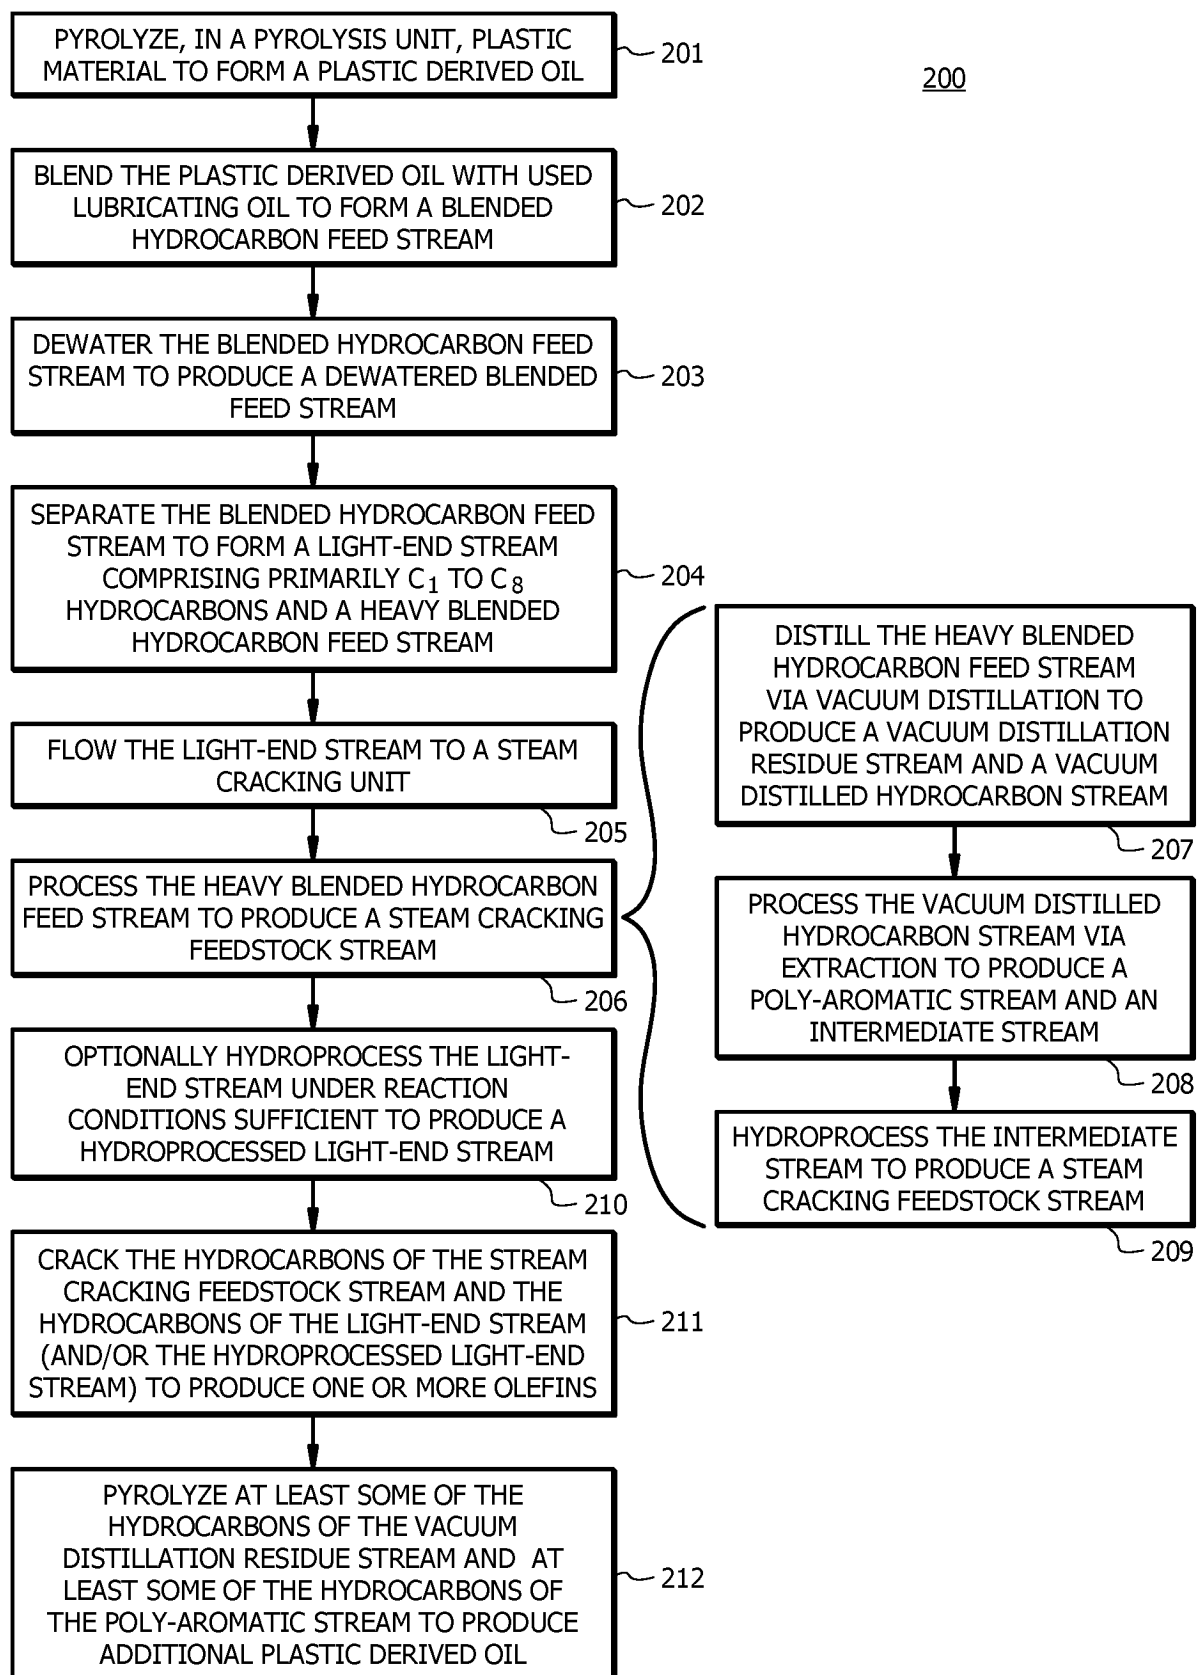 PYROLYZE, IN A PYROLYSIS UNIT, PLASTIC
MATERIAL TO FORM A PLASTIC DERIVED OIL
201
200
BLEND THE PLASTIC DERIVED OIL WITH USED
LUBRICATING OIL TO FORM A BLENDED
HYDROCARBON FEED STREAM
202
DEWATER THE BLENDED HYDROCARBON FEED
STREAM TO PRODUCE A DEWATERED BLENDED
FEED STREAM
203
SEPARATE THE BLENDED HYDROCARBON FEED
STREAM TO FORM A LIGHT-END STREAM
COMPRISING PRIMARILY C₁ TO C₈
HYDROCARBONS AND A HEAVY BLENDED
HYDROCARBON FEED STREAM
204
FLOW THE LIGHT-END STREAM TO A STEAM
CRACKING UNIT
205
PROCESS THE HEAVY BLENDED HYDROCARBON
FEED STREAM TO PRODUCE A STEAM CRACKING
FEEDSTOCK STREAM
206
DISTILL THE HEAVY BLENDED
HYDROCARBON FEED STREAM
VIA VACUUM DISTILLATION TO
PRODUCE A VACUUM DISTILLATION
RESIDUE STREAM AND A VACUUM
DISTILLED HYDROCARBON STREAM
207
PROCESS THE VACUUM DISTILLED
HYDROCARBON STREAM VIA
EXTRACTION TO PRODUCE A
POLY-AROMATIC STREAM AND AN
INTERMEDIATE STREAM
208
HYDROPROCESS THE INTERMEDIATE
STREAM TO PRODUCE A STEAM
CRACKING FEEDSTOCK STREAM
209
OPTIONALLY HYDROPROCESS THE LIGHT-
END STREAM UNDER REACTION
CONDITIONS SUFFICIENT TO PRODUCE A
HYDROPROCESSED LIGHT-END STREAM
210
CRACK THE HYDROCARBONS OF THE STREAM
CRACKING FEEDSTOCK STREAM AND THE
HYDROCARBONS OF THE LIGHT-END STREAM
(AND/OR THE HYDROPROCESSED LIGHT-END
STREAM) TO PRODUCE ONE OR MORE OLEFINS
211
PYROLYZE AT LEAST SOME OF THE
HYDROCARBONS OF THE VACUUM
DISTILLATION RESIDUE STREAM AND AT
LEAST SOME OF THE HYDROCARBONS OF
THE POLY-AROMATIC STREAM TO PRODUCE
ADDITIONAL PLASTIC DERIVED OIL
212